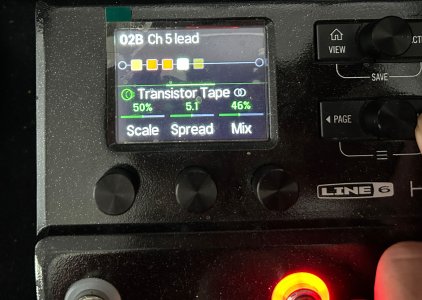 02B Ch 5 lead
Transistor Tape
50% 5.1 46%
Scale Spread Mix
VIEW
SAVE
PAGE
LINE 6